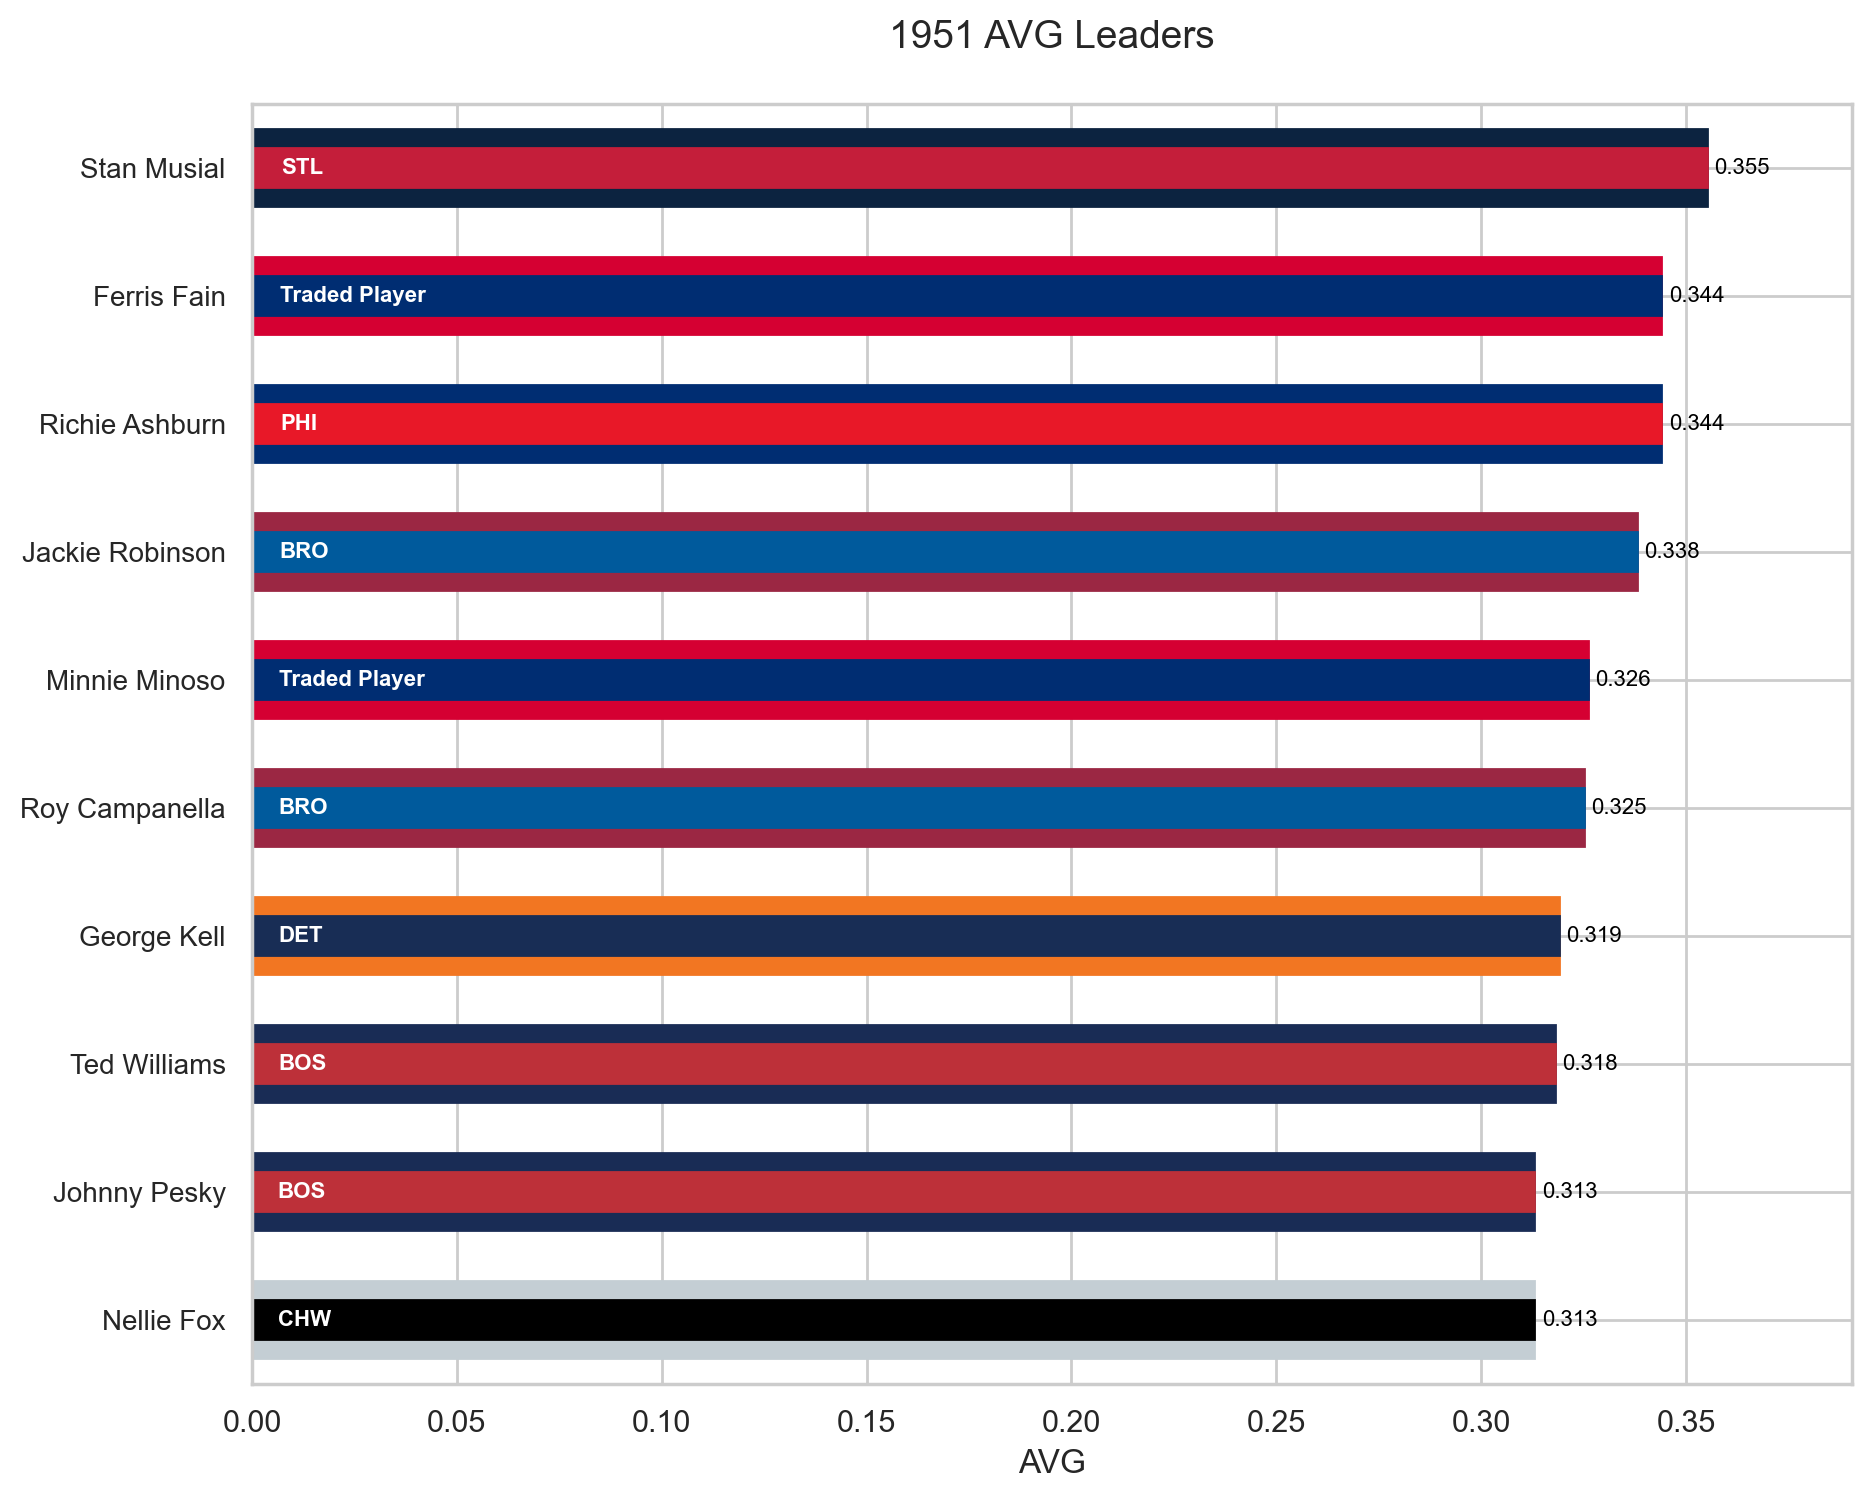 1951 AVG Leaders
Stan Musial STL 0.355
Ferris Fain Traded Player 0.344
Richie Ashburn PHI 0.344
Jackie Robinson BRO 0.338
Minnie Minoso Traded Player 0.326
Roy Campanella BRO 0.325
George Kell DET 0.319
Ted Williams BOS 0.318
Johnny Pesky BOS 0.313
Nellie Fox CHW 0.313
0.00 0.05 0.10 0.15 0.20 0.25 0.30 0.35
AVG